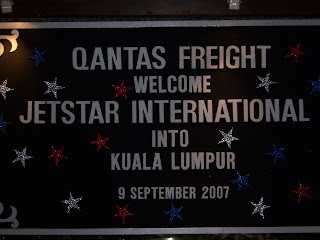 QANTAS FREIGHT
WELCOME
JETSTAR INTERNATIONAL
INTO
KUALA LUMPUR
9 SEPTEMBER 2007